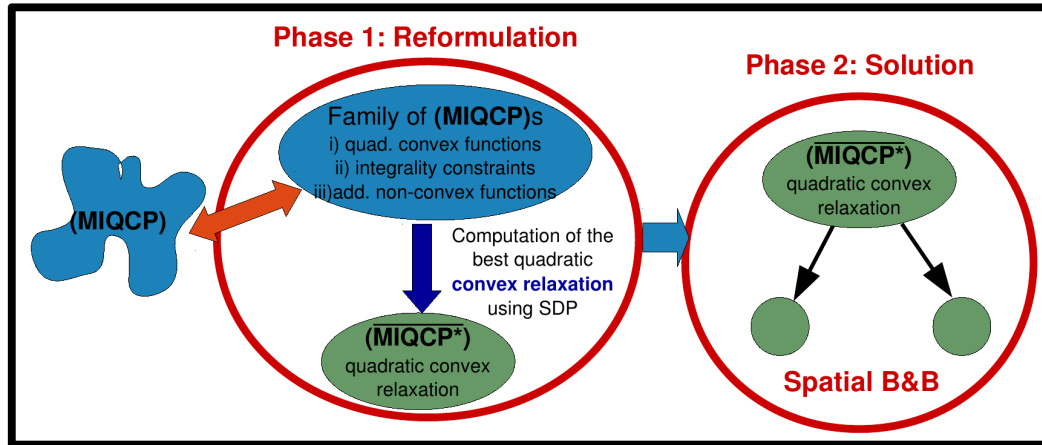 Phase 1: Reformulation
Family of (MIQCP)s
i) quad. convex functions
ii) integrality constraints
iii)add. non-convex functions
(MIQCP)
Computation of the
best quadratic
convex relaxation
using SDP
(MIQCP*)
quadratic convex
relaxation
Phase 2: Solution
(MIQCP*)
quadratic convex
relaxation
Spatial B&B